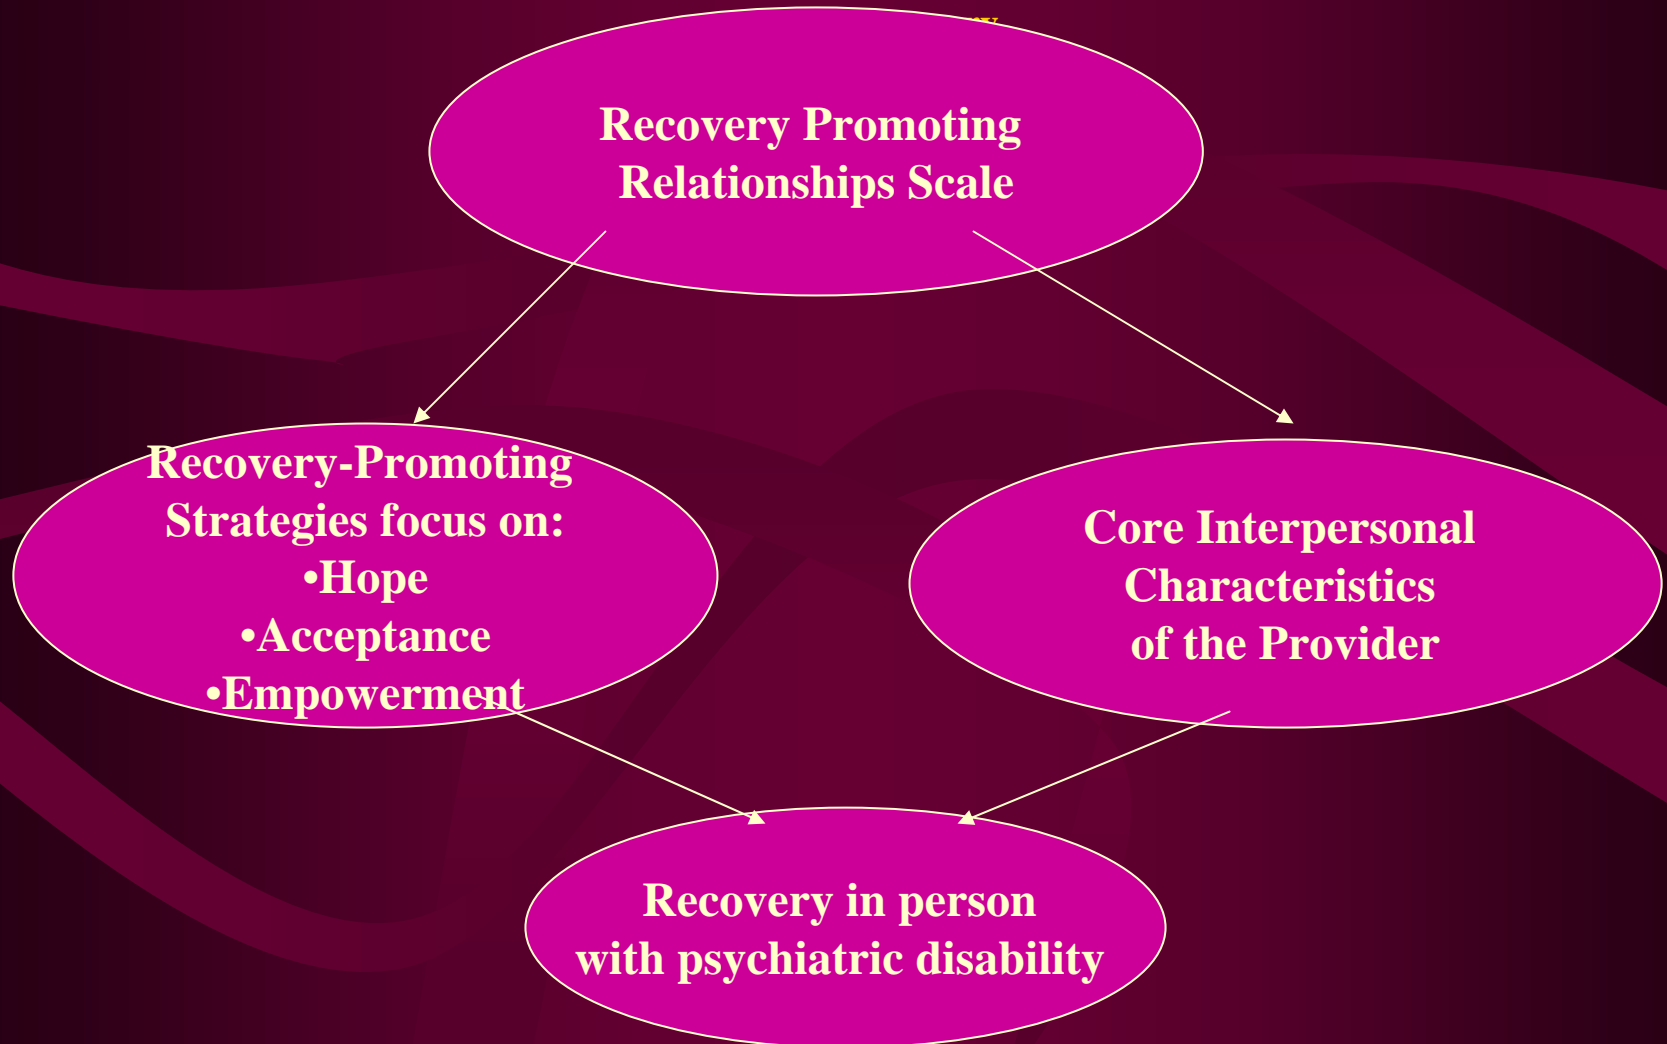 Recovery Promoting
Relationships Scale
Recovery-Promoting
Strategies focus on:
•Hope
•Acceptance
•Empowerment
Core Interpersonal
Characteristics
of the Provider
Recovery in person
with psychiatric disability